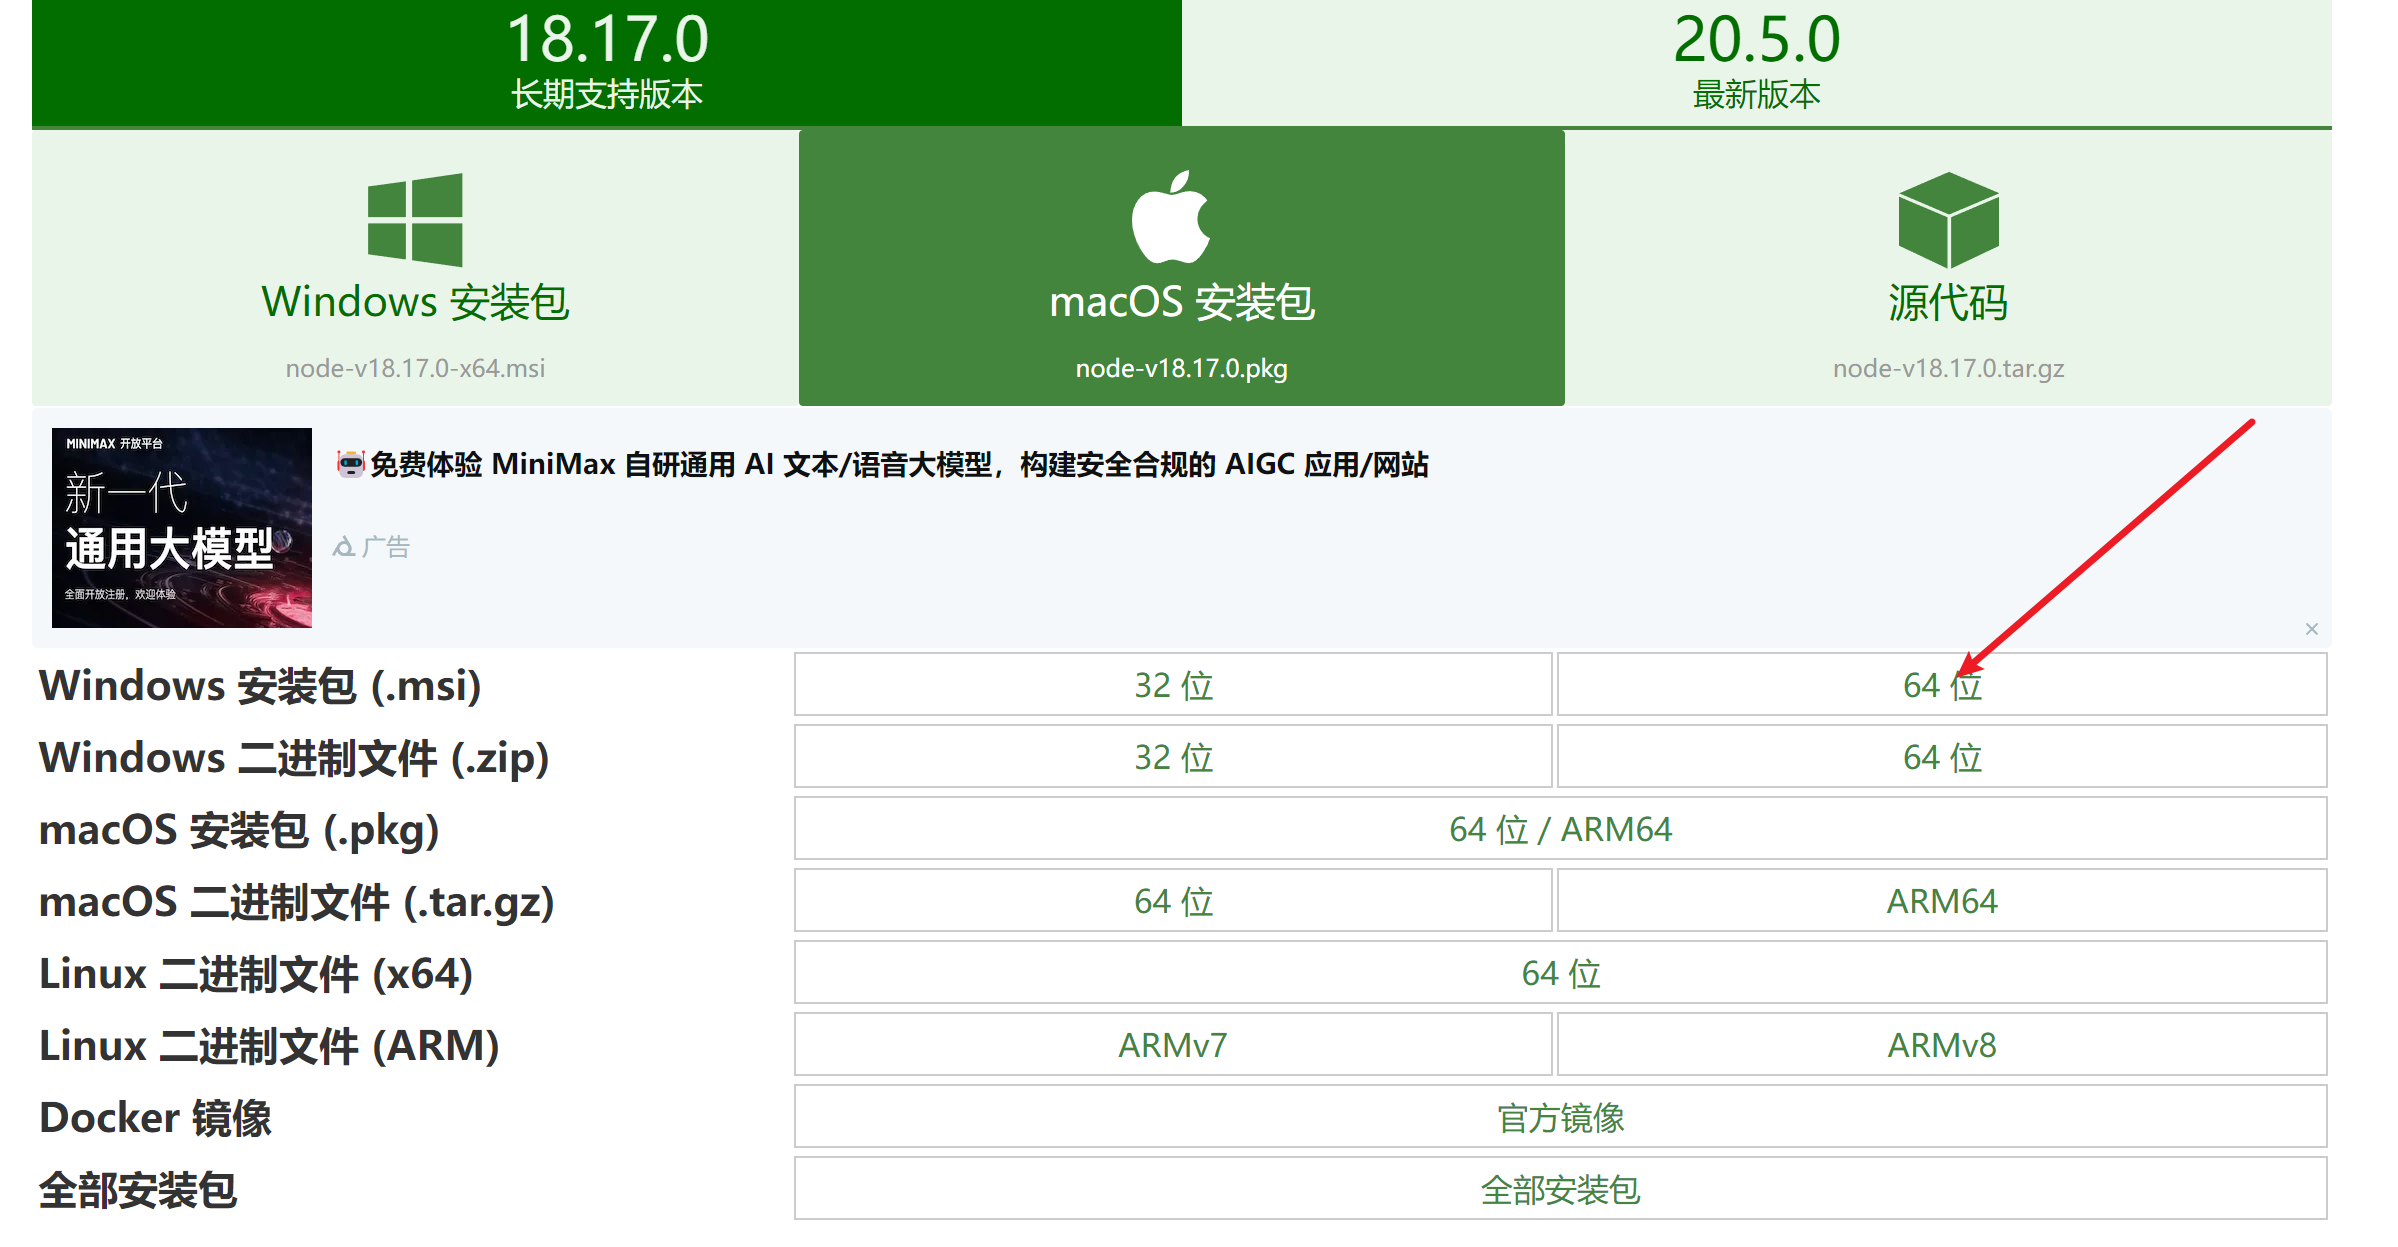 18.17.0
长期支持版本
20.5.0
最新版本
Windows 安装包
node-v18.17.0-x64.msi
macOS 安装包
node-v18.17.0.pkg
源代码
node-v18.17.0.tar.gz
MINIMAX 开放平台
新一代
通用大模型
全面开放注册，欢迎体验
免费体验 MiniMax 自研通用 AI 文本/语音大模型，构建安全合规的 AIGC 应用/网站
广告
×
Windows 安装包 (.msi)
32 位
64 位
Windows 二进制文件 (.zip)
32 位
64 位
macOS 安装包 (.pkg)
64 位 / ARM64
macOS 二进制文件 (.tar.gz)
64 位
ARM64
Linux 二进制文件 (x64)
64 位
Linux 二进制文件 (ARM)
ARMv7
ARMv8
Docker 镜像
官方镜像
全部安装包
全部安装包